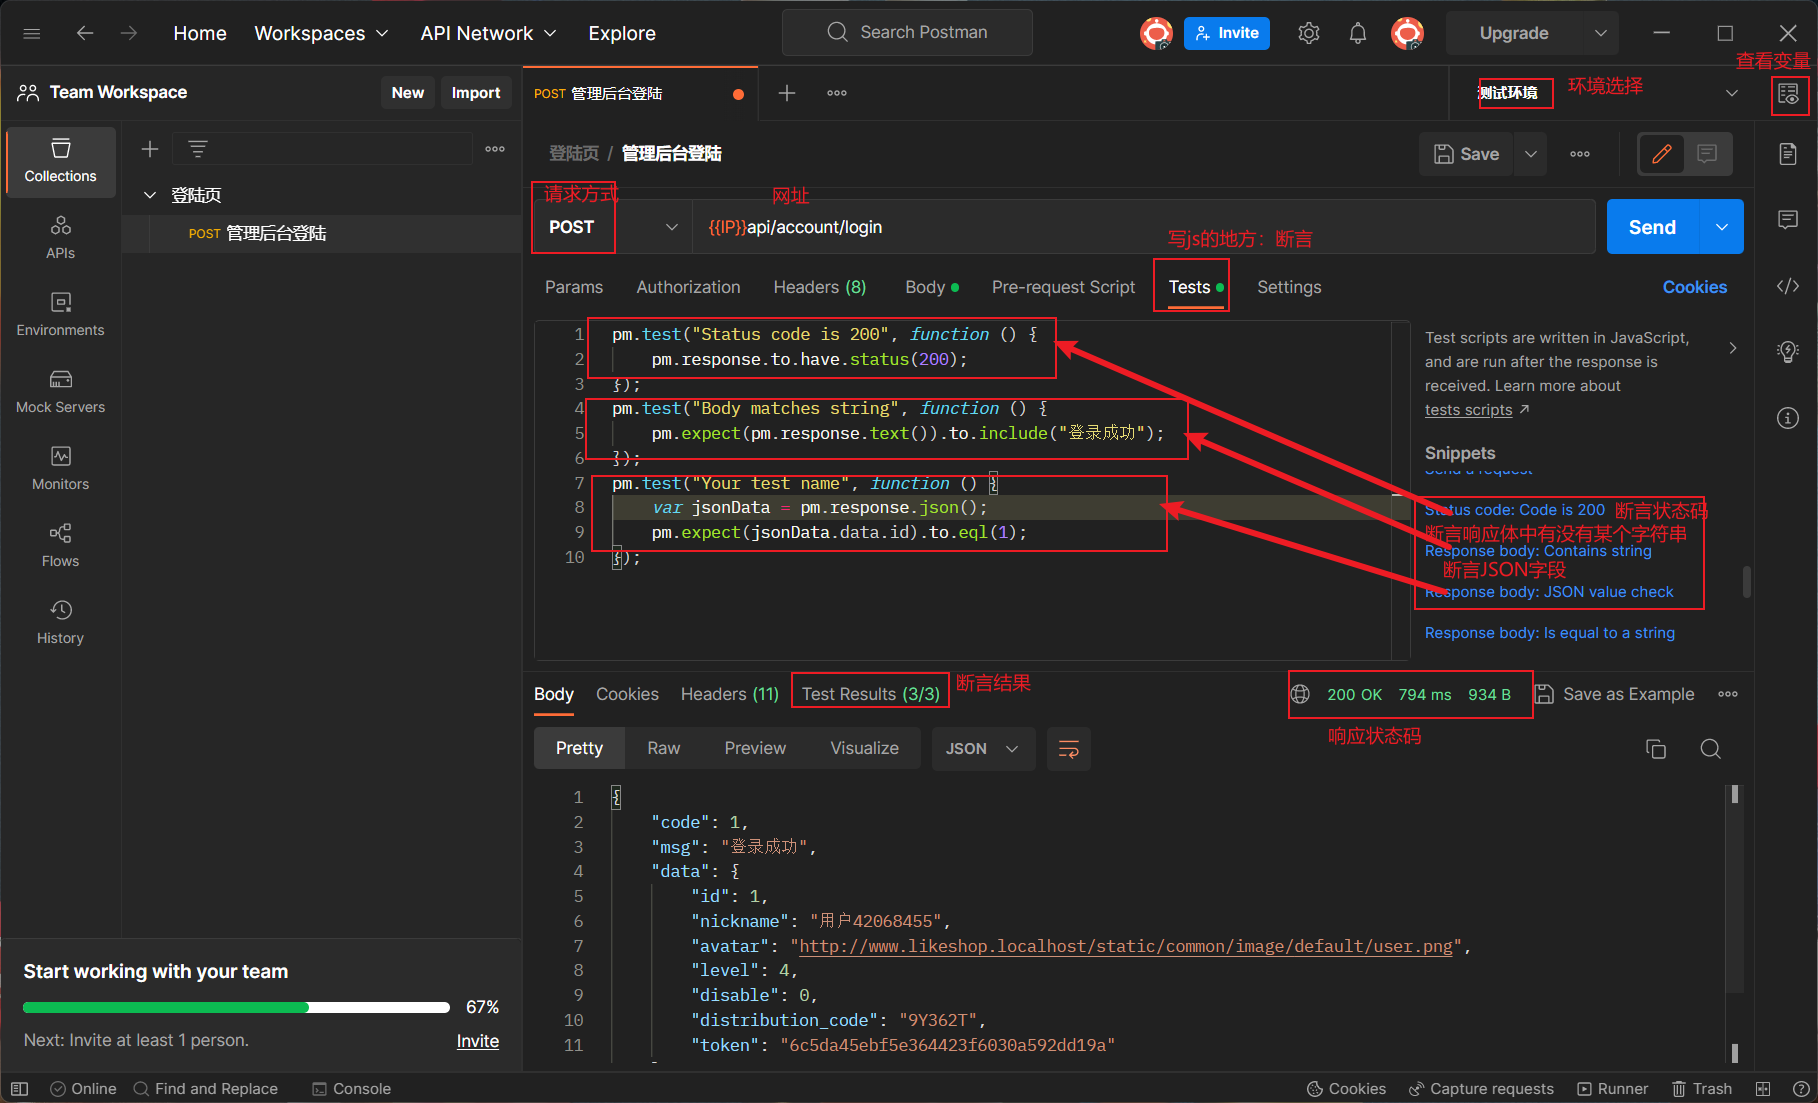 Home
Workspaces
API Network
Explore
Search Postman
Invite
Upgrade
查看变量
Team Workspace
New
Import
POST 管理后台登陆
测试环境
环境选择
Collections
APIs
Environments
Mock Servers
Monitors
Flows
History
登陆页
POST 管理后台登陆
登陆页 / 管理后台登陆
Save
请求方式
网址
POST
{{IP}}api/account/login
Send
写js的地方：断言
Params
Authorization
Headers (8)
Body
Pre-request Script
Tests
Settings
Cookies
1 pm.test("Status code is 200", function () {
2 pm.response.to.have.status(200);
3 });
4 pm.test("Body matches string", function () {
5 pm.expect(pm.response.text()).to.include("登录成功");
6 });
7 pm.test("Your test name", function () {
8 var jsonData = pm.response.json();
9 pm.expect(jsonData.data.id).to.eql(1);
10 });
Test scripts are written in JavaScript,
and are run after the response is
received. Learn more about
tests scripts ↗
Snippets
Send a request
Status code: Code is 200 断言状态码
断言响应体中有没有某个字符串
Response body: Contains string
断言JSON字段
Response body: JSON value check
Response body: Is equal to a string
Body
Cookies
Headers (11)
Test Results (3/3)
断言结果
200 OK
794 ms
934 B
Save as Example
响应状态码
Pretty
Raw
Preview
Visualize
JSON
1 {
2 "code": 1,
3 "msg": "登录成功",
4 "data": {
5 "id": 1,
6 "nickname": "用户42068455",
7 "avatar": "http://www.likeshop.localhost/static/common/image/default/user.png",
8 "level": 4,
9 "disable": 0,
10 "distribution_code": "9Y362T",
11 "token": "6c5da45ebf5e364423f6030a592dd19a"
Start working with your team
67%
Next: Invite at least 1 person.
Invite
Online
Find and Replace
Console
Cookies
Capture requests
Runner
Trash